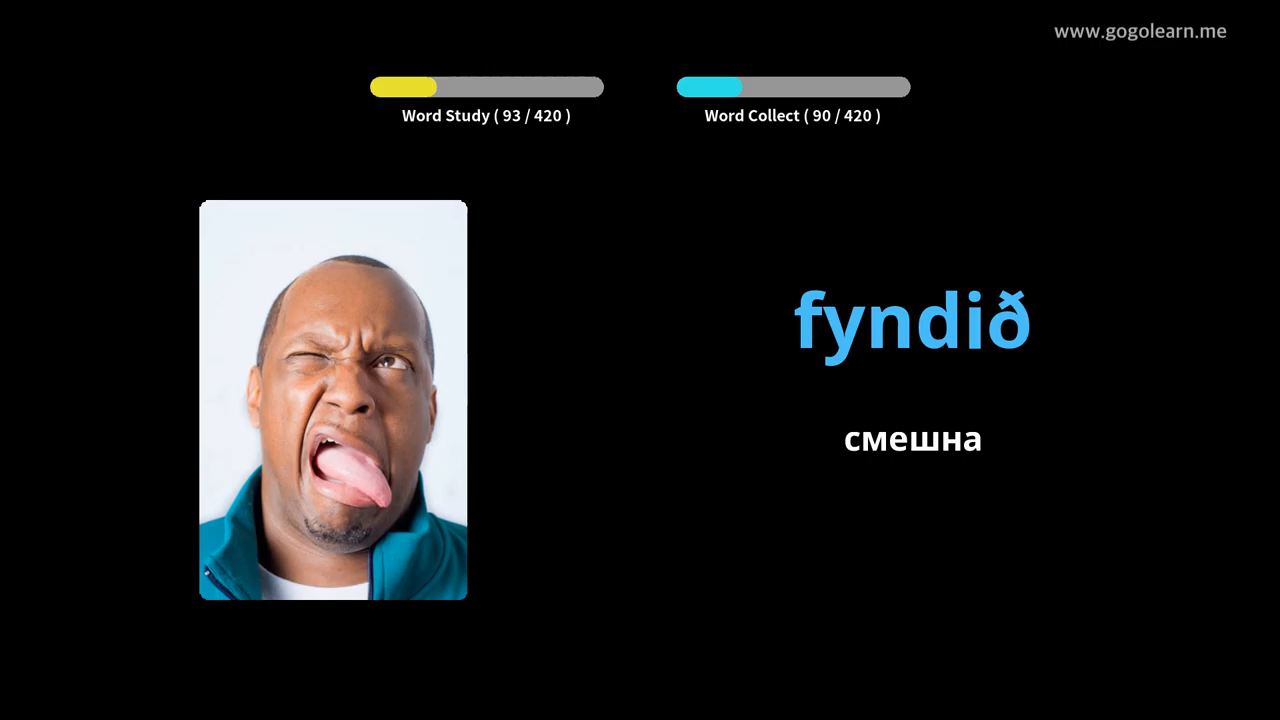 www.gogolearn.me
Word Study ( 93 / 420 )
Word Collect ( 90 / 420 )
fyndið
смешна